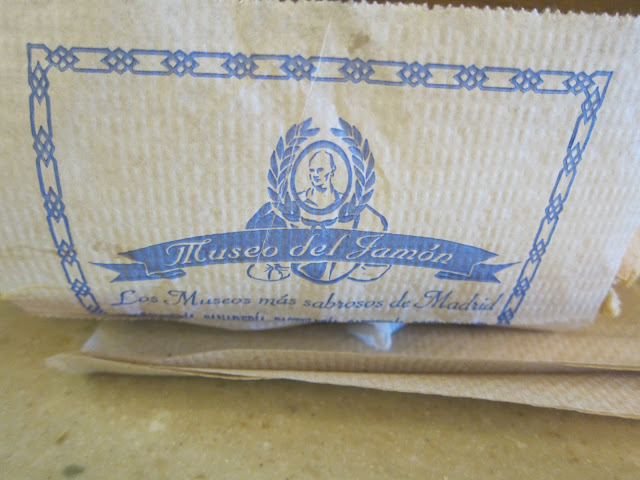 Museo del Jamón
Los Museos más sabrosos de Madrid